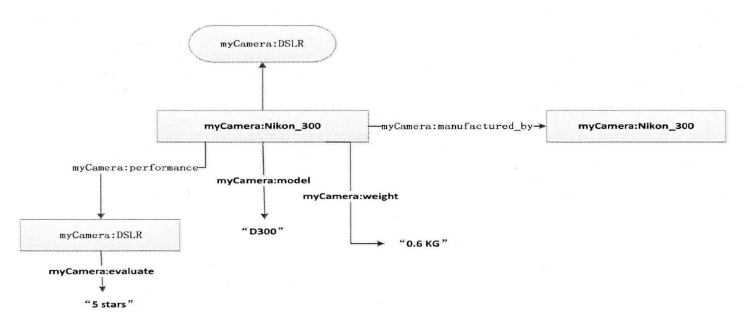 myCamera:DSLR
myCamera:Nikon_300
myCamera:manufactured_by
myCamera:Nikon_300
myCamera:performance
myCamera:model
myCamera:weight
myCamera:DSLR
“D300”
“0.6 KG”
myCamera:evaluate
“5 stars”